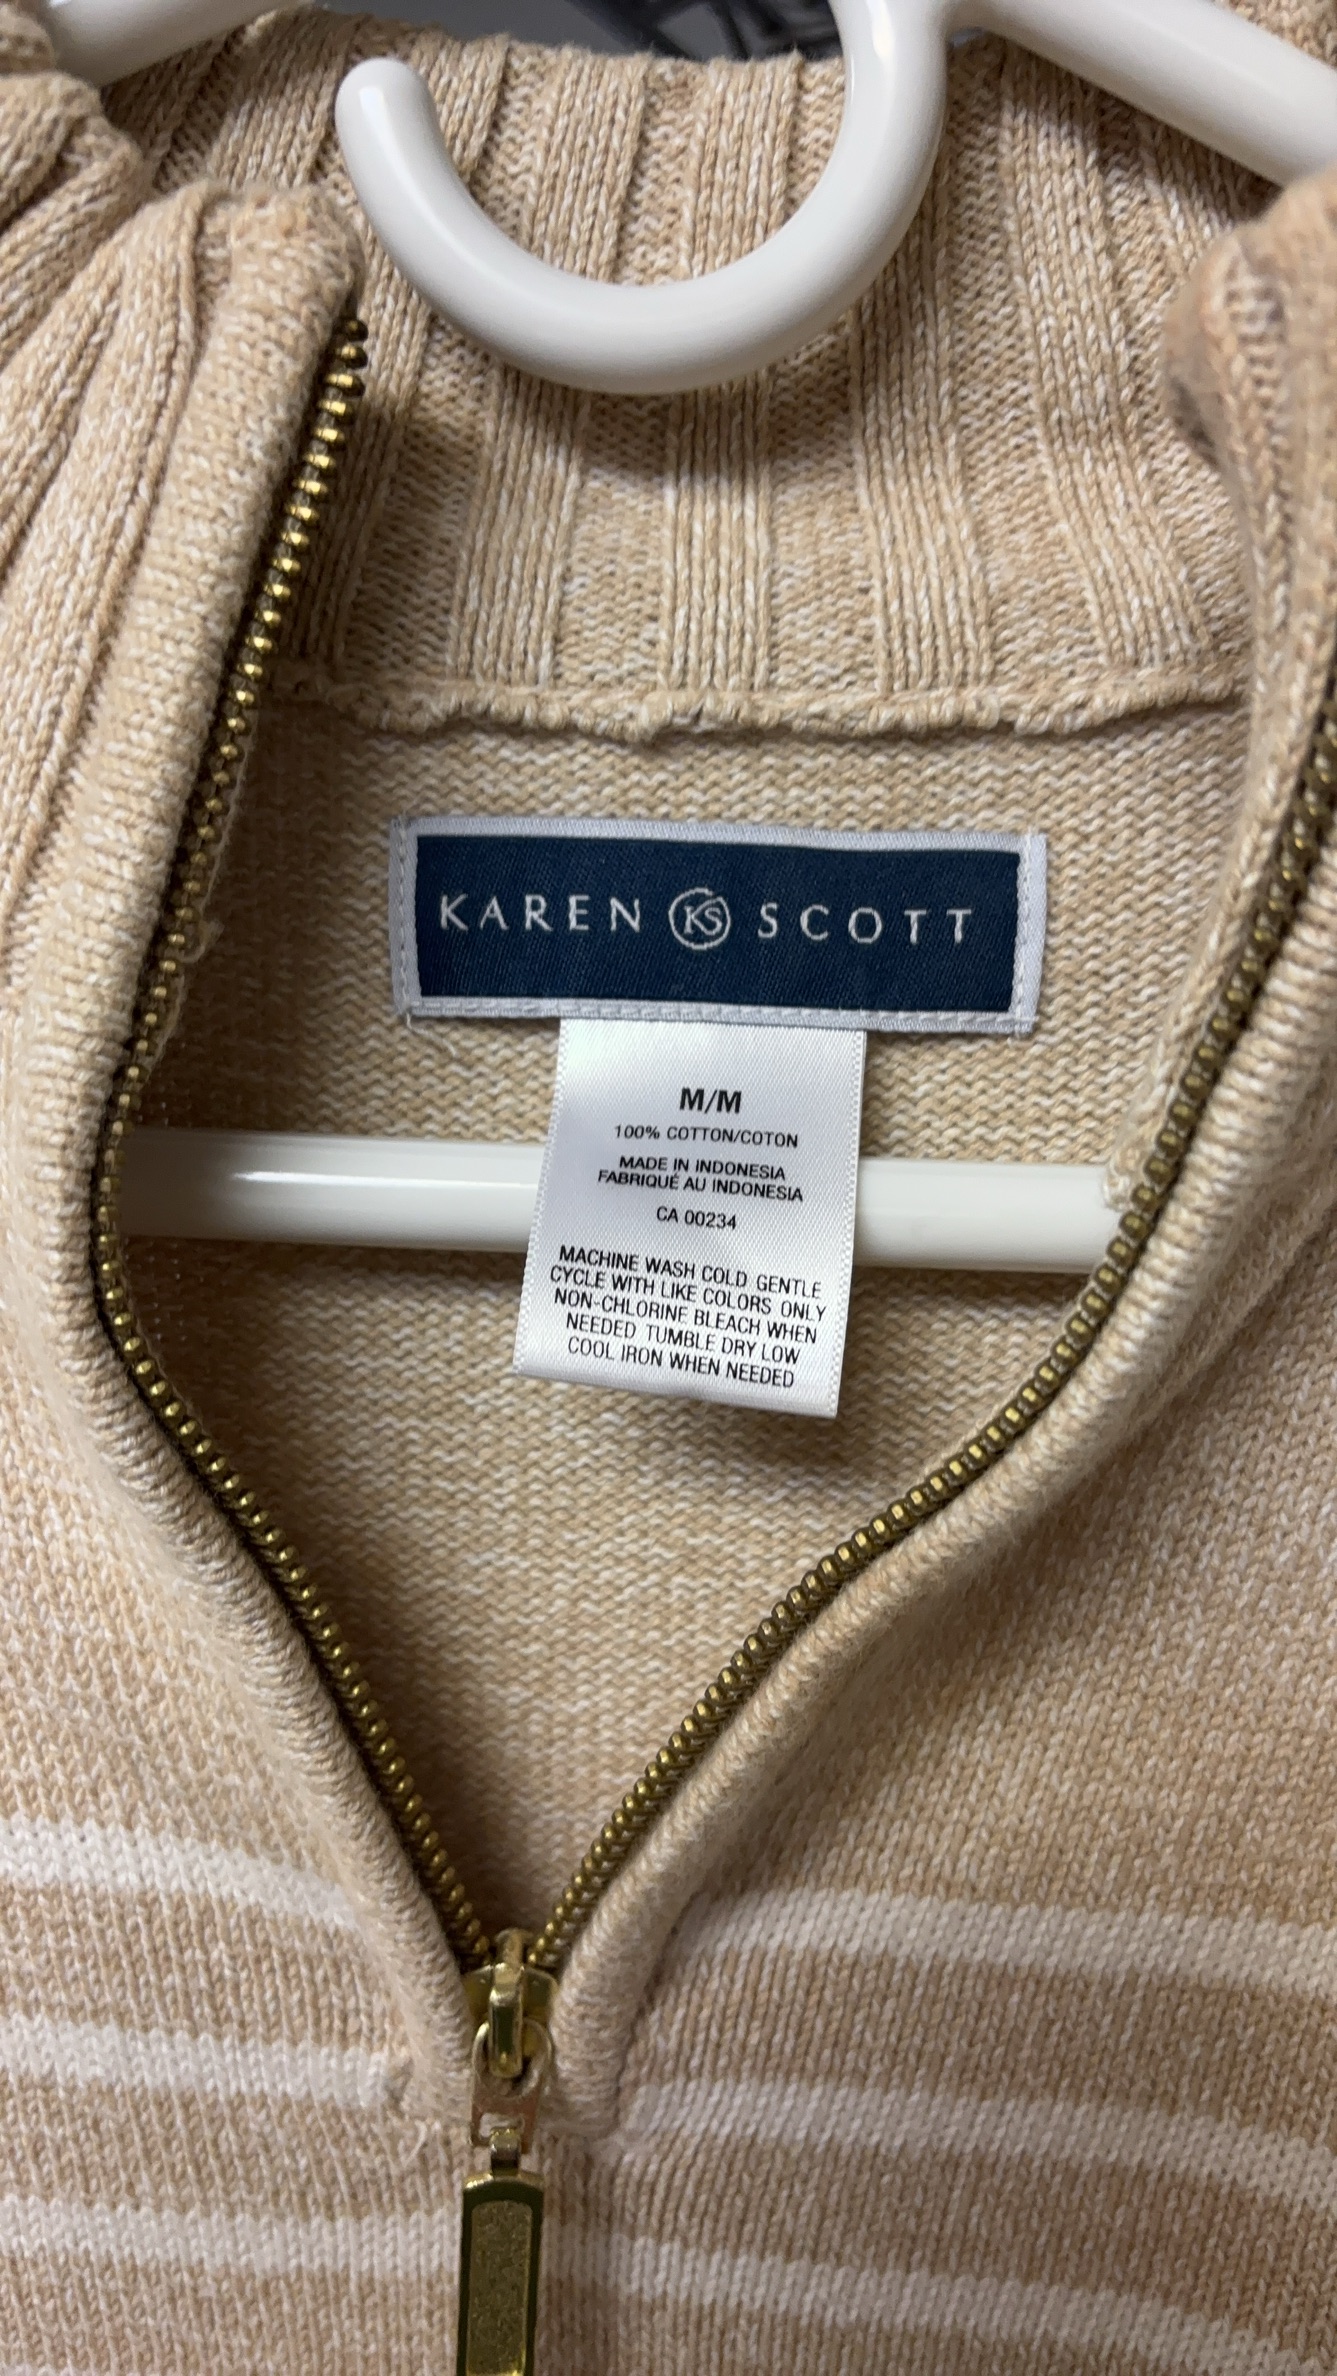 KAREN KS SCOTT
M/M
100% COTTON/COTON
MADE IN INDONESIA
FABRIQUÉ AU INDONESIA
CA 00234
MACHINE WASH COLD GENTLE
CYCLE WITH LIKE COLORS ONLY
NON-CHLORINE BLEACH WHEN
NEEDED TUMBLE DRY LOW
COOL IRON WHEN NEEDED